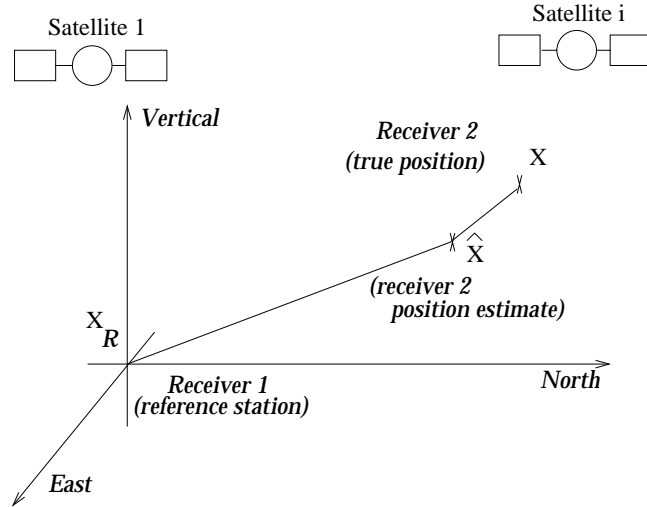 Satellite 1
Satellite i
Vertical
Receiver 2
(true position)
X
^
X
(receiver 2
position estimate)
X
R
Receiver 1
(reference station)
North
East